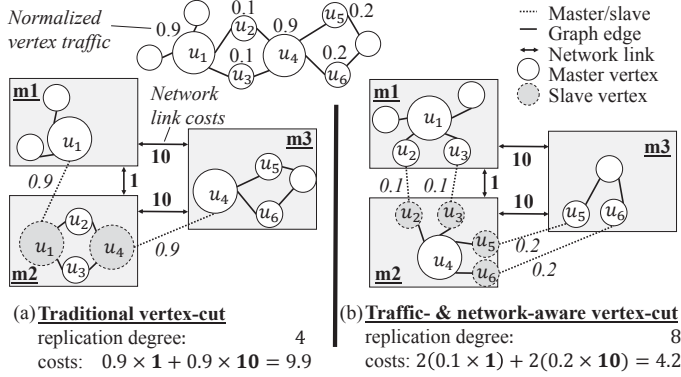 Normalized
vertex traffic
0.9
0.1
0.1
0.9
0.2
0.2
u1
u2
u3
u4
u5
u6
Master/slave
Graph edge
Network link
Master vertex
Slave vertex
m1
u1
Network
link costs
10
m3
u5
u4
u6
0.9
1
10
u2
u1
u4
u3
m2
0.9
m1
u1
u2
u3
10
m3
0.1
0.1
1
10
u5
u6
u2
u3
u4
u5
u6
m2
0.2
0.2
(a) Traditional vertex-cut
replication degree: 4
costs: 0.9 × 1 + 0.9 × 10 = 9.9
(b) Traffic- & network-aware vertex-cut
replication degree: 8
costs: 2(0.1 × 1) + 2(0.2 × 10) = 4.2